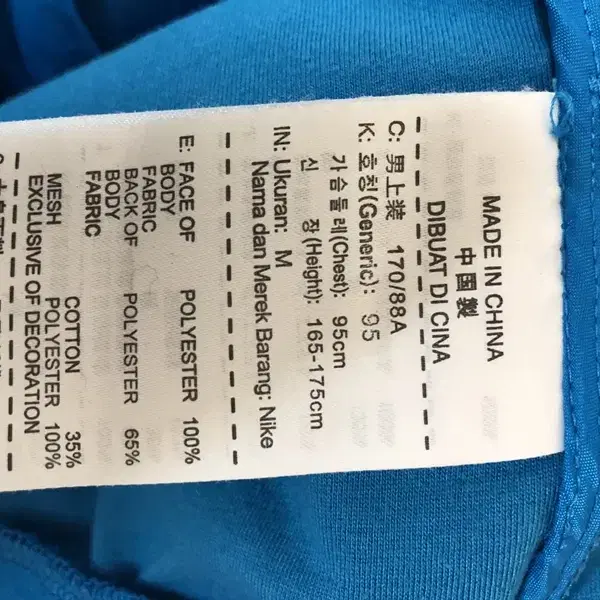 MADE IN CHINA
中國製
DIBUAT DI CINA
C: 男上装 170/88A
K: 호칭(Generic): 95
가슴둘레(Chest): 95cm
신 장(Height): 165-175cm
IN: Ukuran: M
Nama dan Merek Barang: Nike
E: FACE OF BODY FABRIC POLYESTER 100%
BACK OF BODY FABRIC POLYESTER 65%
COTTON 35%
MESH POLYESTER 100%
EXCLUSIVE OF DECORATION